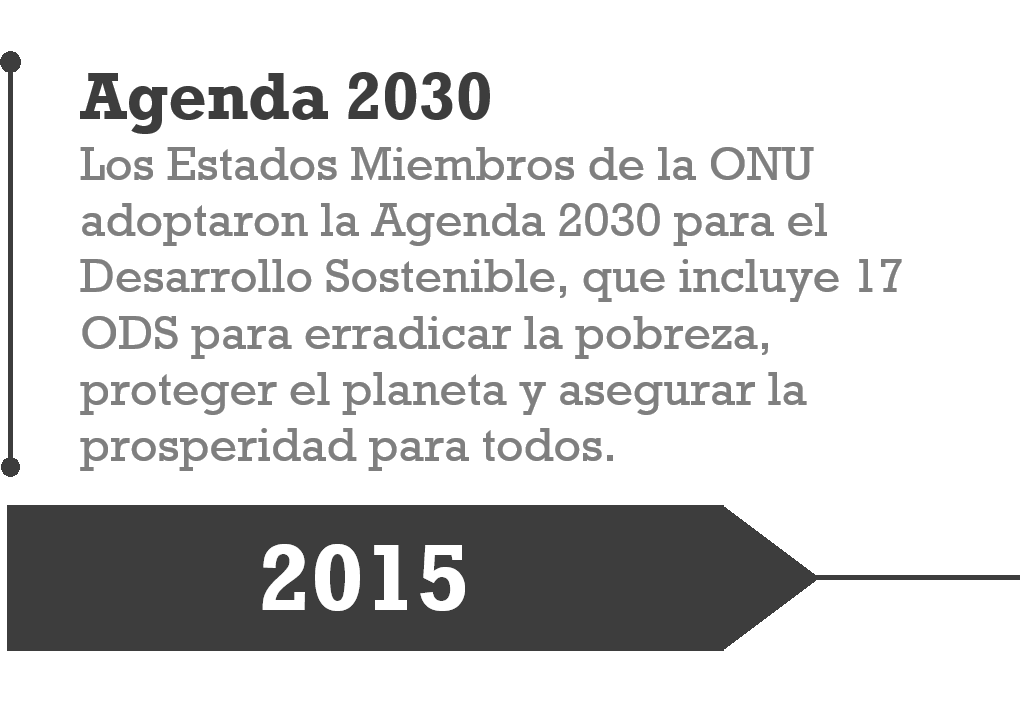 Agenda 2030
Los Estados Miembros de la ONU
adoptaron la Agenda 2030 para el
Desarrollo Sostenible, que incluye 17
ODS para erradicar la pobreza,
proteger el planeta y asegurar la
prosperidad para todos.
2015